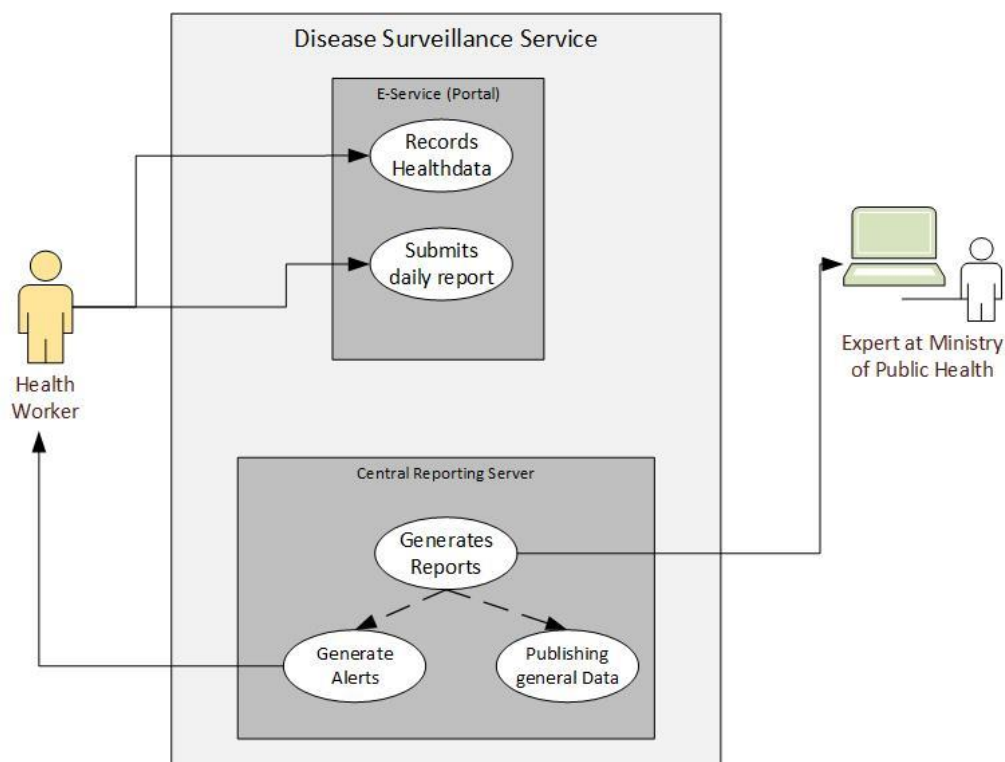 Disease Surveillance Service
E-Service (Portal)
Records
Healthdata
Submits
daily report
Health
Worker
Expert at Ministry
of Public Health
Central Reporting Server
Generates
Reports
Generate
Alerts
Publishing
general Data